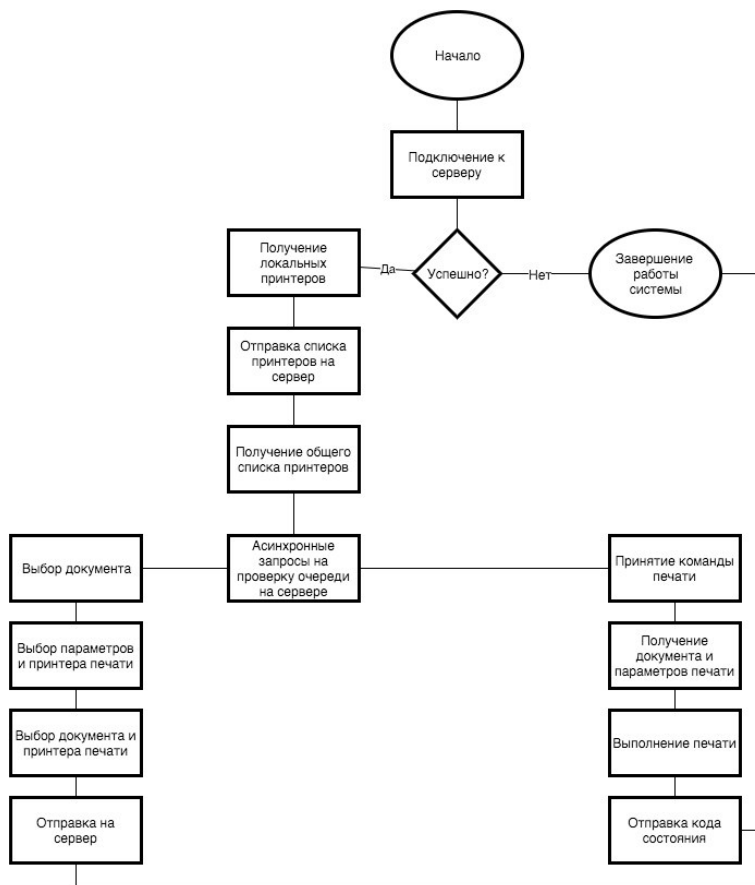 Начало
Подключение к
серверу
Успешно?
Да
Нет
Завершение
работы
системы
Получение
локальных
принтеров
Отправка списка
принтеров на
сервер
Получение общего
списка принтеров
Асинхронные
запросы на
проверку очереди
на сервере
Выбор документа
Выбор параметров
и принтера печати
Выбор документа и
принтера печати
Отправка на
сервер
Принятие команды
печати
Получение
документа и
параметров печати
Выполнение печати
Отправка кода
состояния